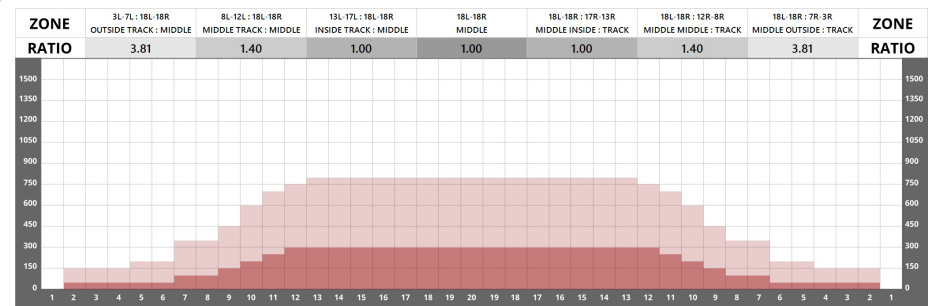 ZONE 3L-7L : 18L-18R 8L-12L : 18L-18R 13L-17L : 18L-18R 18L-18R 18L-18R : 17R-13R 18L-18R : 12R-8R 18L-18R : 7R-3R ZONE
OUTSIDE TRACK : MIDDLE MIDDLE TRACK : MIDDLE INSIDE TRACK : MIDDLE MIDDLE MIDDLE INSIDE : TRACK MIDDLE MIDDLE : TRACK MIDDLE OUTSIDE : TRACK
RATIO 3.81 1.40 1.00 1.00 1.00 1.40 3.81 RATIO
1500 1500
1350 1350
1200 1200
1050 1050
900 900
750 750
600 600
450 450
300 300
150 150
0 0
1 2 3 4 5 6 7 8 9 10 11 12 13 14 15 16 17 18 19 20 19 18 17 16 15 14 13 12 11 10 9 8 7 6 5 4 3 2 1